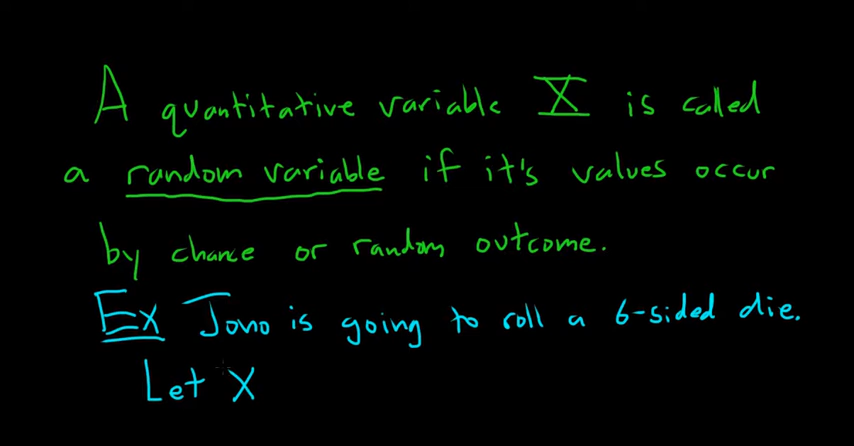 A quantitative variable X is called
a random variable if it's values occur
by chance or random outcome.
Ex Jono is going to roll a 6-sided die.
Let X